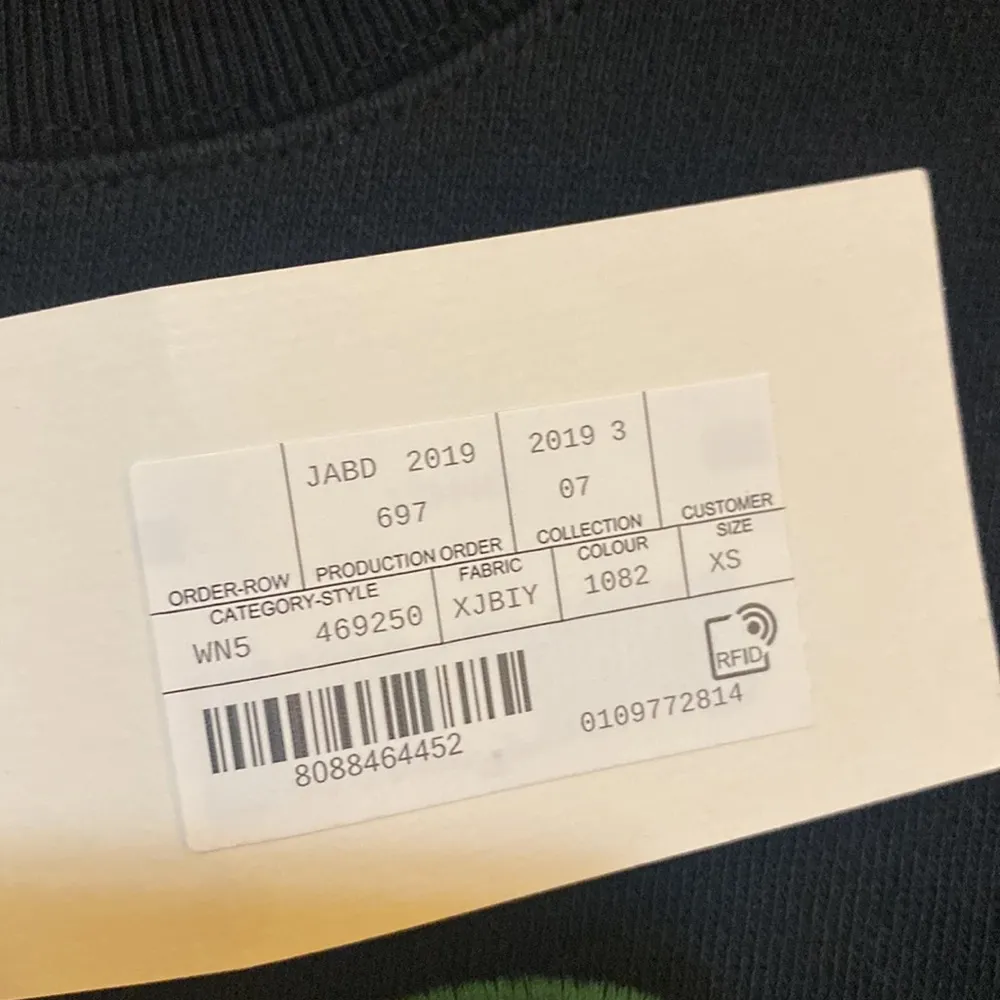 JABD 2019
697
2019 3
07
ORDER-ROW
PRODUCTION ORDER
COLLECTION
CUSTOMER
CATEGORY-STYLE
FABRIC
COLOUR
SIZE
WN5 469250
XJBIY
1082
XS
RFID
8088464452
0109772814